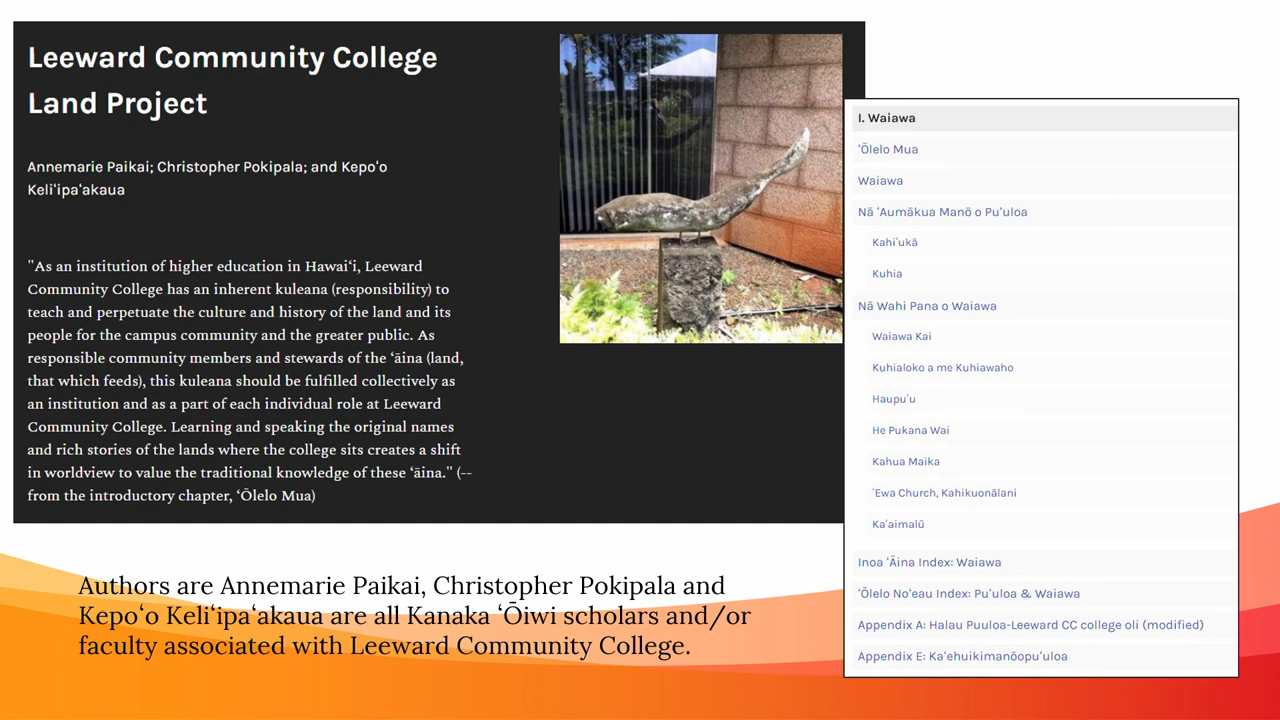 Leeward Community College
Land Project
Annemarie Paikai; Christopher Pokipala; and Kepoʻo
Keliʻipaʻakaua
"As an institution of higher education in Hawaiʻi, Leeward
Community College has an inherent kuleana (responsibility) to
teach and perpetuate the culture and history of the land and its
people for the campus community and the greater public. As
responsible community members and stewards of the ʻāina (land,
that which feeds), this kuleana should be fulfilled collectively as
an institution and as a part of each individual role at Leeward
Community College. Learning and speaking the original names
and rich stories of the lands where the college sits creates a shift
in worldview to value the traditional knowledge of these ʻāina." (--
from the introductory chapter, ʻŌlelo Mua)
I. Waiawa
ʻŌlelo Mua
Waiawa
Nā ʻAumākua Manō o Puʻuloa
Kahiʻukā
Kuhia
Nā Wahi Pana o Waiawa
Waiawa Kai
Kuhialoko a me Kuhiawaho
Haupuʻu
He Pukana Wai
Kahua Maika
ʻEwa Church, Kahikuonālani
Kaʻaimalū
Inoa ʻĀina Index: Waiawa
ʻŌlelo Noʻeau Index: Puʻuloa & Waiawa
Appendix A: Halau Puuloa-Leeward CC college oli (modified)
Appendix E: Kaʻehuikimanōopuʻuloa
Authors are Annemarie Paikai, Christopher Pokipala and
Kepoʻo Keliʻipaʻakaua are all Kanaka ʻŌiwi scholars and/or
faculty associated with Leeward Community College.